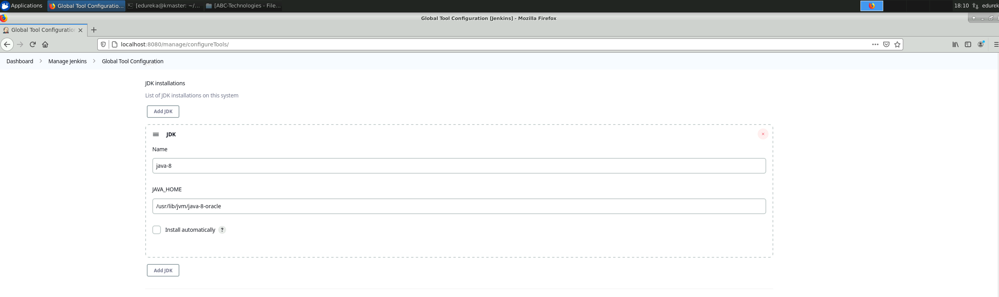 Applications Global Tool Configuratio... [edureka@kmaster: ~/... [ABC-Technologies - File... 18:10
Global Tool Configuration [Jenkins] - Mozilla Firefox
Global Tool Configuration
localhost:8080/manage/configureTools/
Dashboard Manage Jenkins Global Tool Configuration
JDK installations
List of JDK installations on this system
Add JDK
JDK
Name
java-8
JAVA_HOME
/usr/lib/jvm/java-8-oracle
Install automatically ?
Add JDK